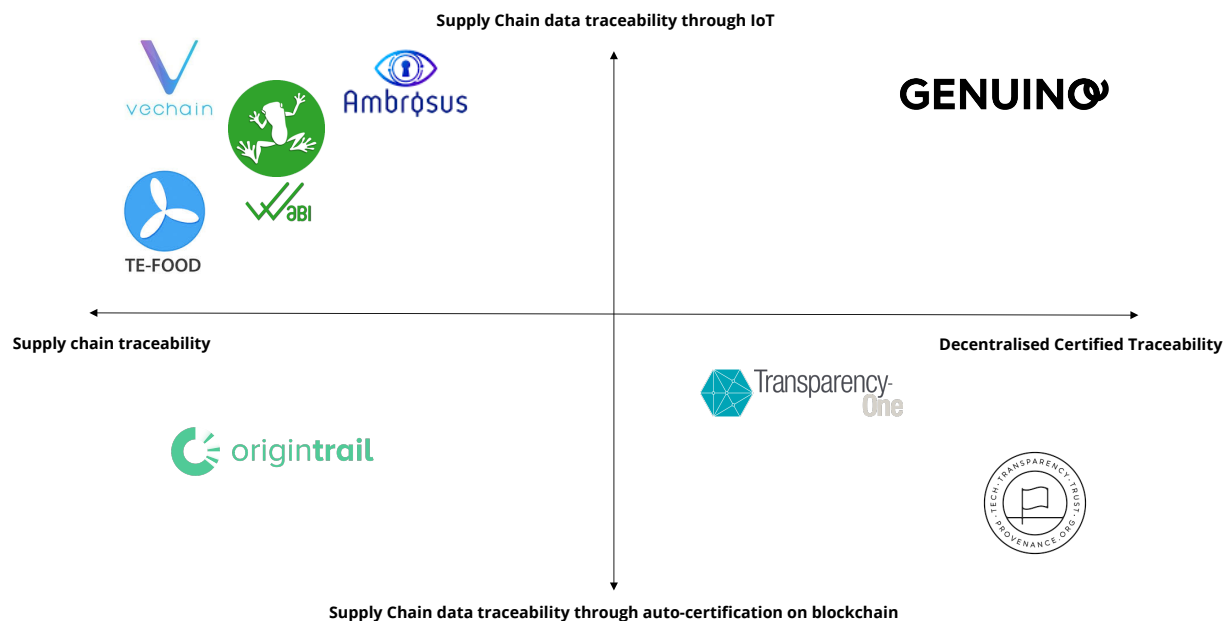 Supply Chain data traceability through IoT
vechain
Ambrosus
GENUINO
WaBI
TE-FOOD
Supply chain traceability
Decentralised Certified Traceability
Transparency-
One
origintrail
TECH · TRANSPARENCY · TRUST · PROVENANCE.ORG ·
Supply Chain data traceability through auto-certification on blockchain